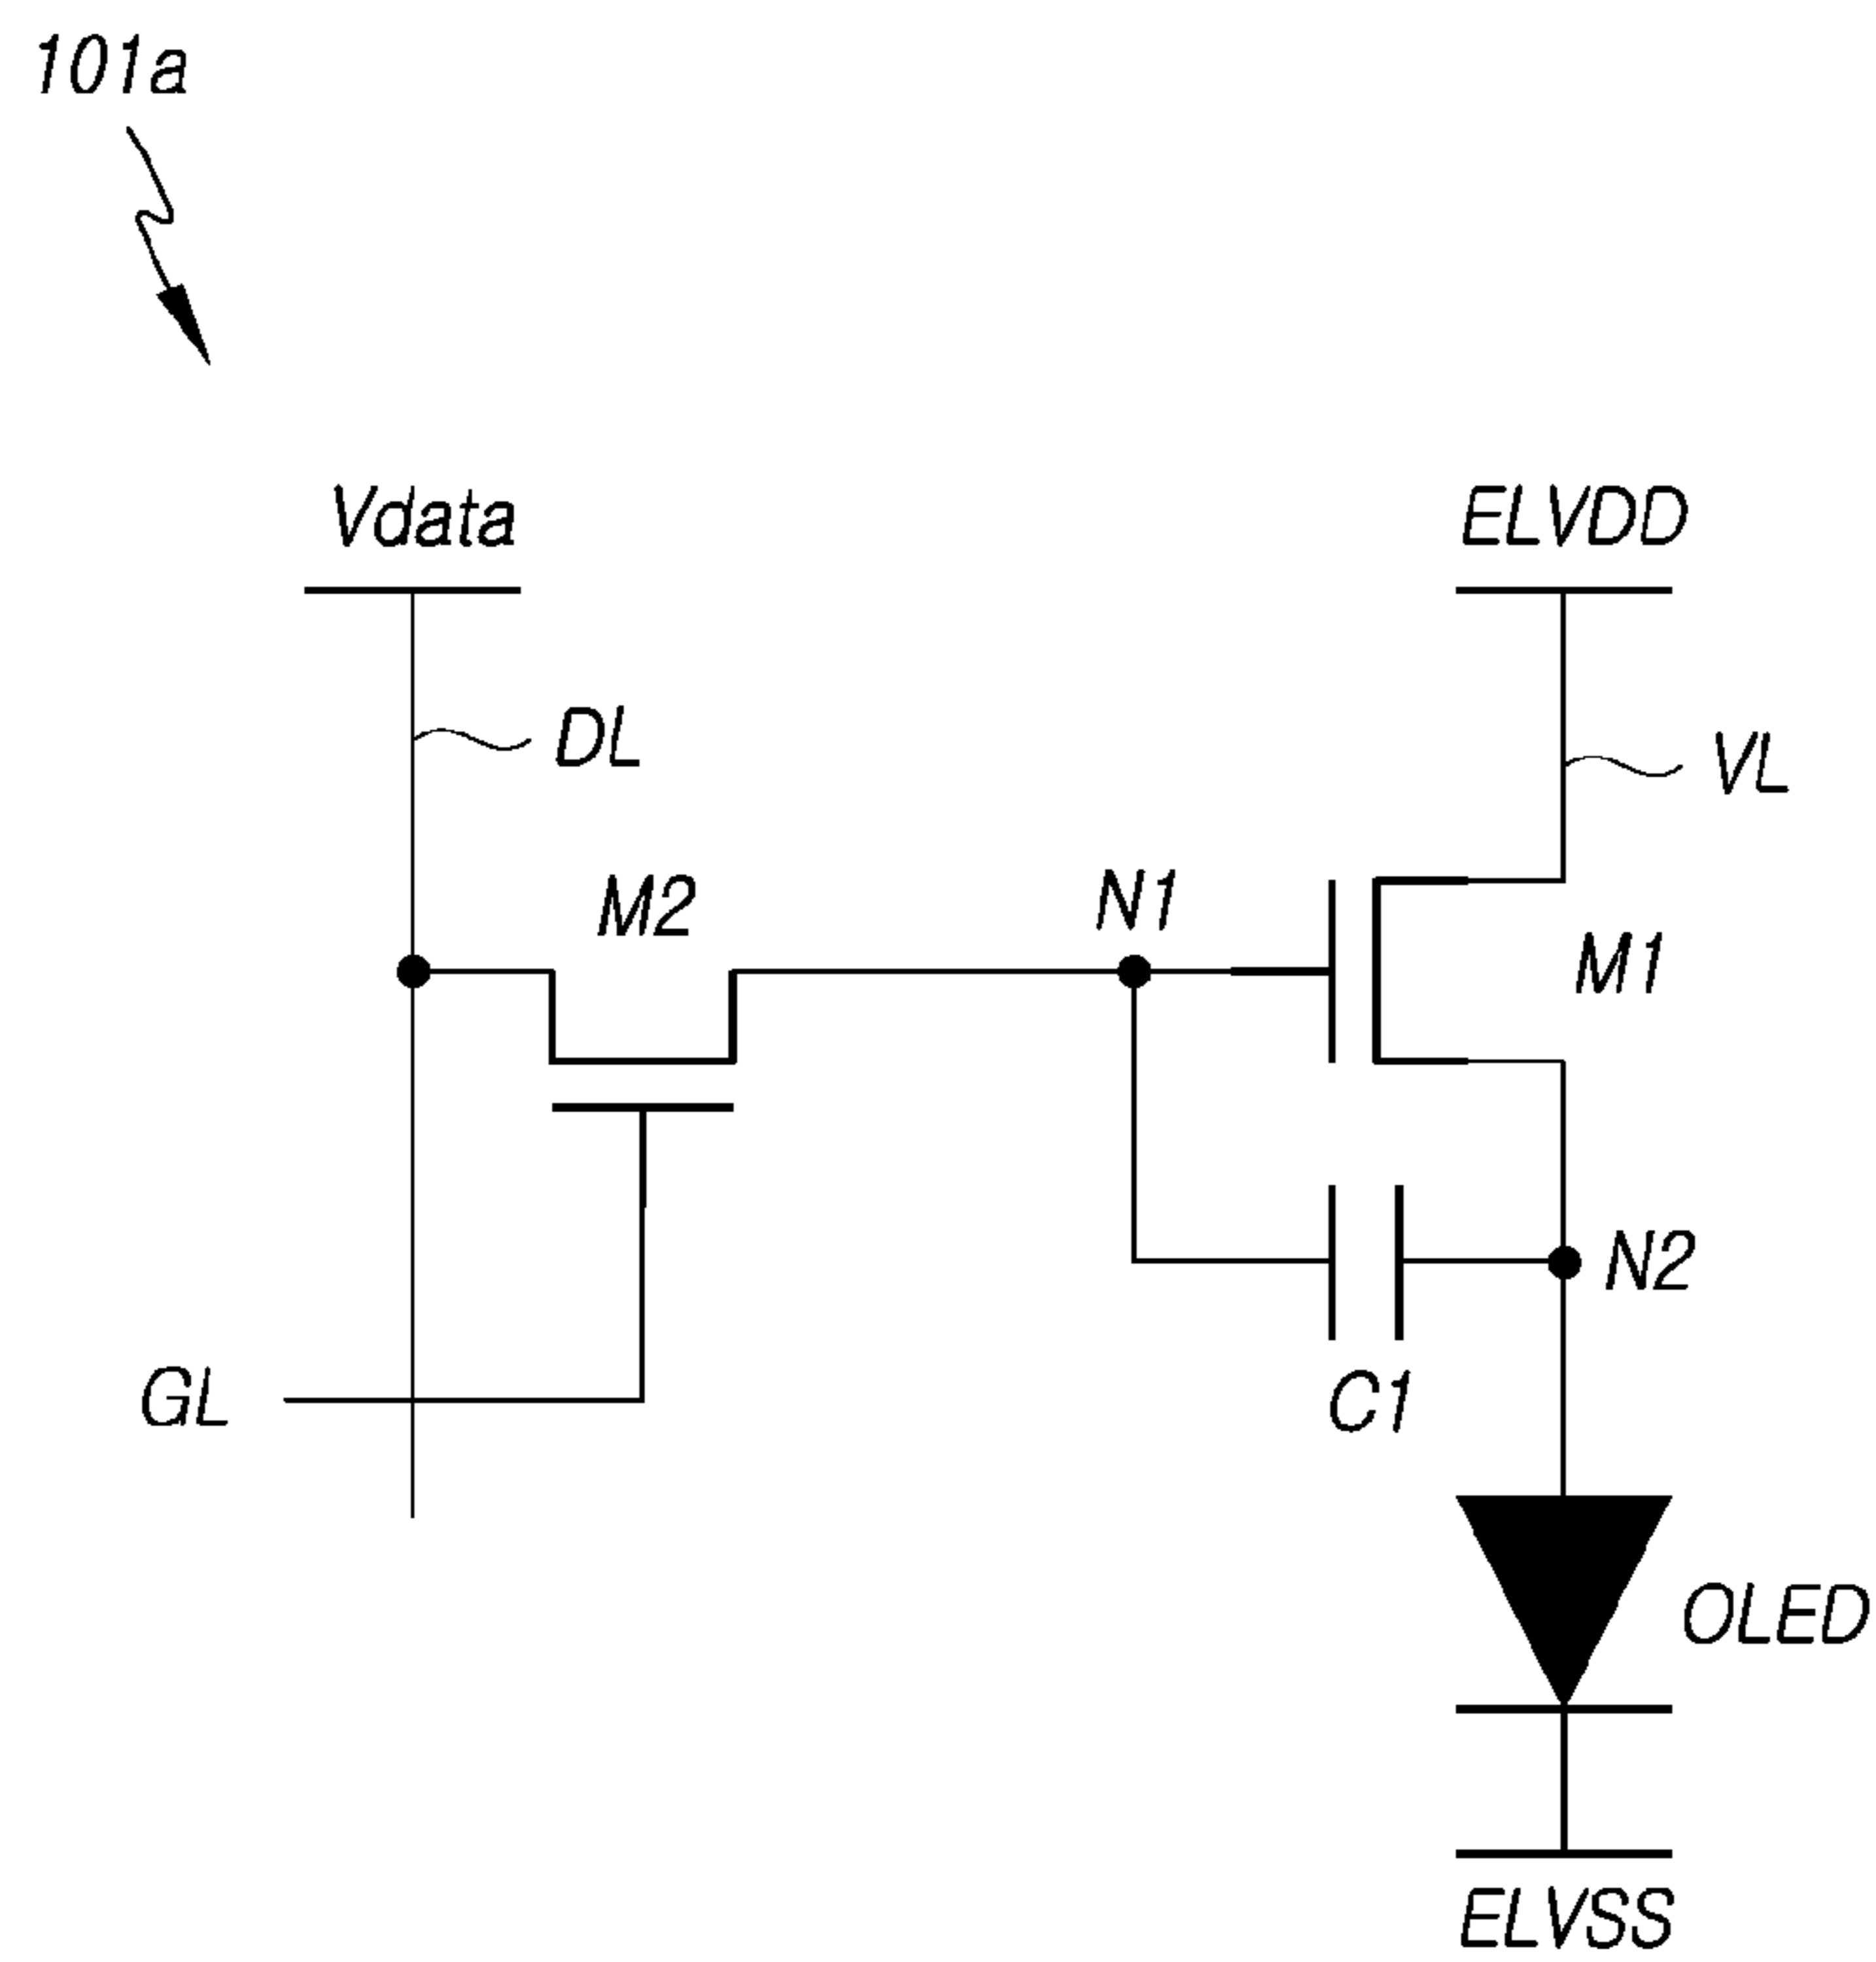 101a
Vdata
ELVDD
DL
VL
M2
N1
M1
N2
GL
C1
OLED
ELVSS